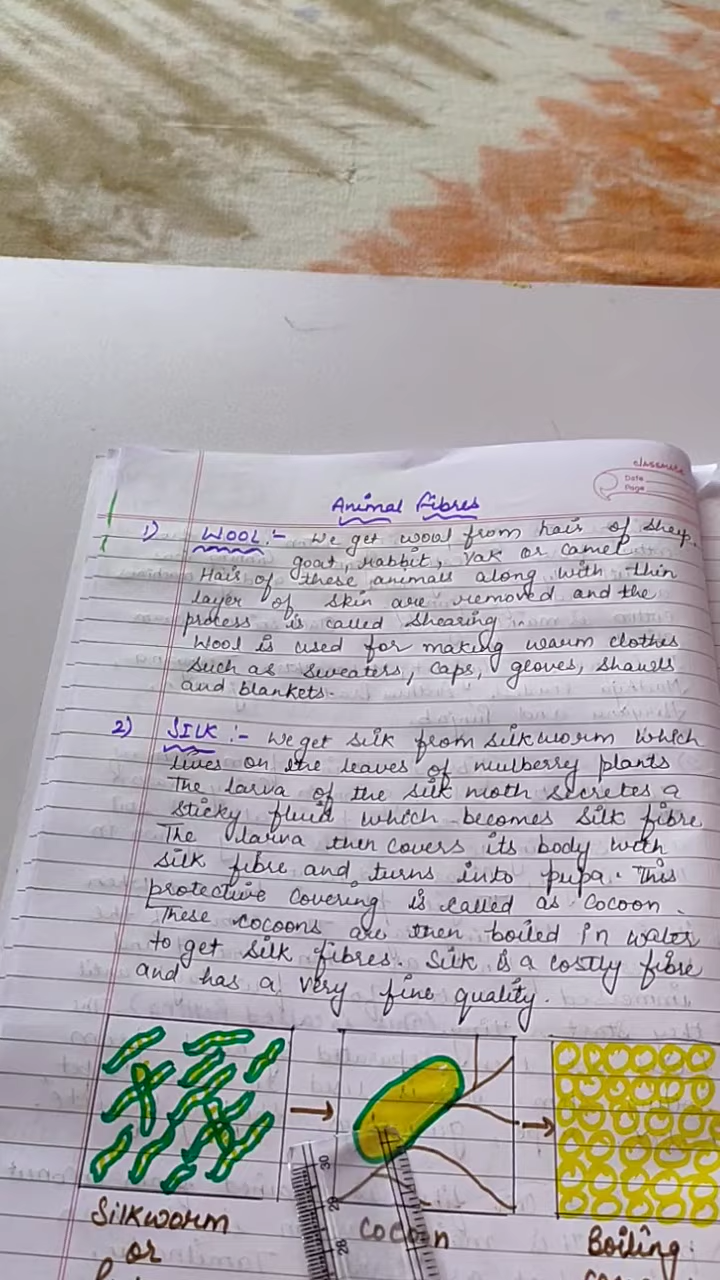 classmate
Date
Page
Animal Fibres
1) WOOL :- We get wool from hair of sheep,
goat, rabbit, yak or camel
Hair of these animals along with thin
layer of skin are removed and the
process is called shearing
Wool is used for making warm clothes
such as sweaters, caps, gloves, shawls
and blankets.
2) SILK :- We get silk from silkworm which
lives on the leaves of mulberry plants
The larva of the silk moth secretes a
sticky fluid which becomes silk fibre
The larva then covers its body with
silk fibre and turns into pupa. This
protective covering is called as cocoon.
These cocoons are then boiled in water
to get silk fibres. Silk is a costly fibre
and has a very fine quality.
30
29
28
Silkworm
or
Cocoon
Boiling